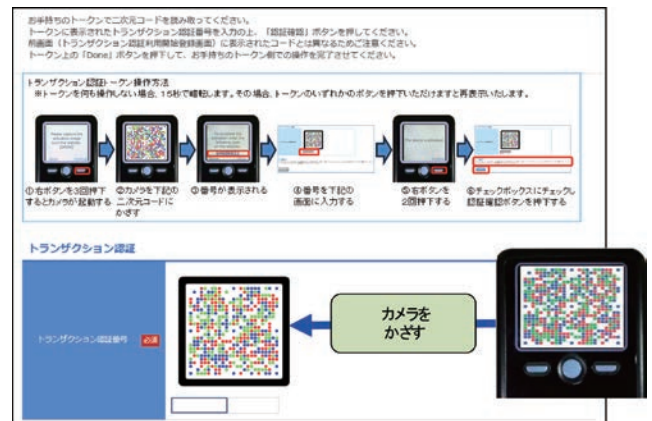 お手持ちのトークンで二次元コードを読み取ってください。
トークンに表示されたトランザクション認証番号を入力の上、「認証確認」ボタンを押してください。
前画面(トランザクション認証利用開始登録画面)に表示されたコードとは異なるためご注意ください。
トークン上の「Done」ボタンを押下して、お手持ちのトークン側での操作を完了させてください。
トランザクション認証トークン操作方法
※トークンを何も操作しない場合、15秒で暗転します。その場合、トークンのいずれかのボタンを押下いただけますと再表示いたします。
①右ボタンを3回押下
するとカメラが起動する
②カメラを下記の
二次元コードに
かざす
③番号が表示される
④番号を下記の
画面に入力する
⑤右ボタンを
2回押下する
⑥チェックボックスにチェックし
認証確認ボタンを押下する
トランザクション認証
トランザクション認証番号 必須
カメラを
かざす